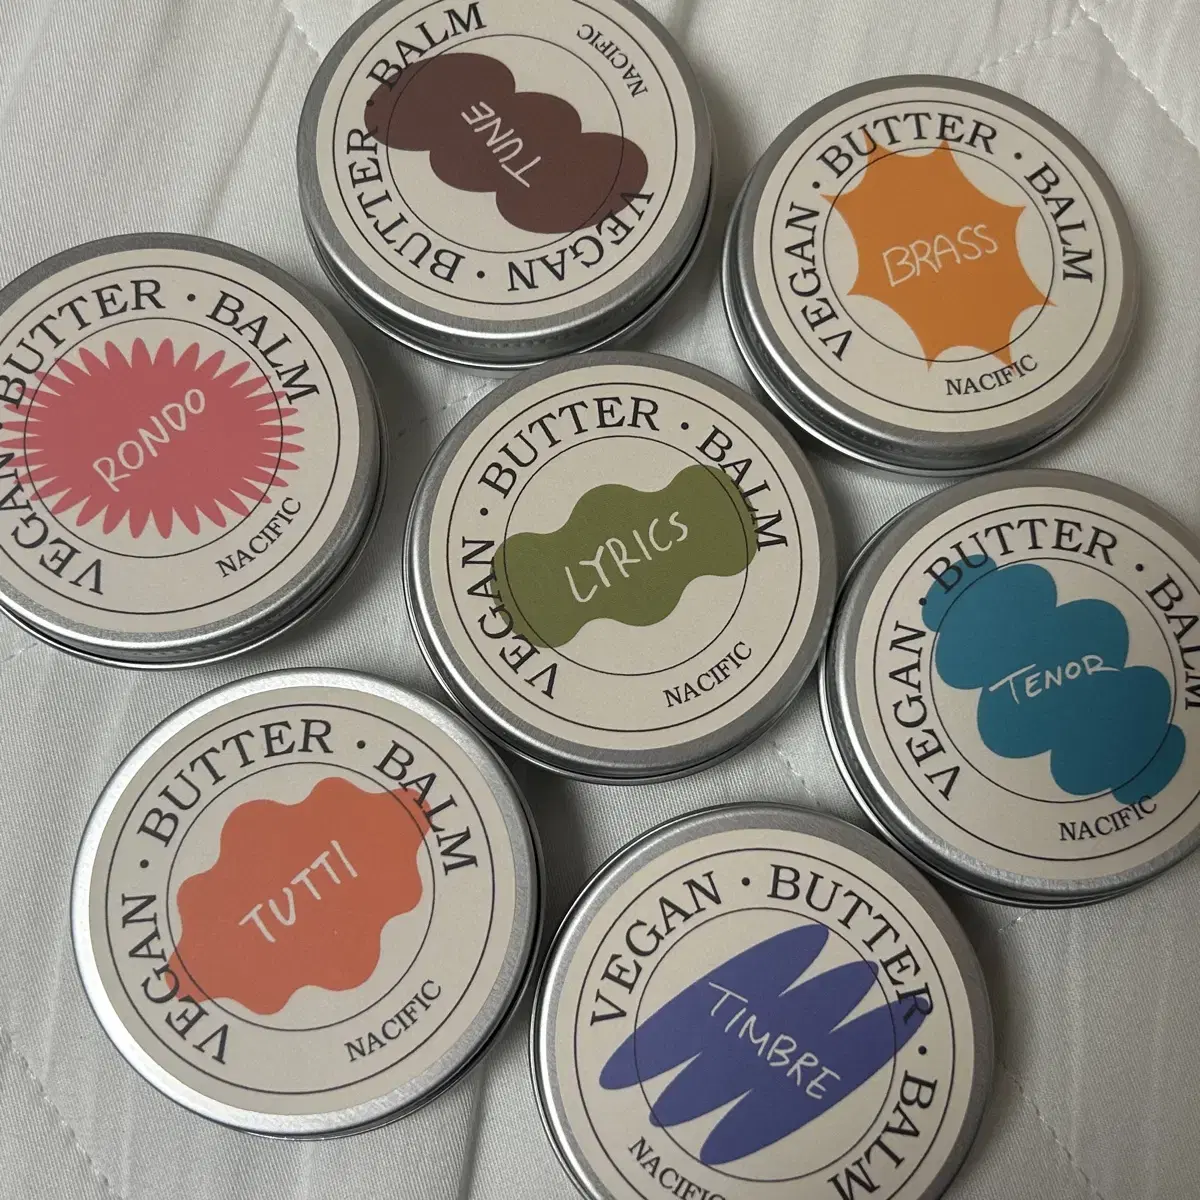 VEGAN · BUTTER · BALM
TUNE
NACIFIC
VEGAN · BUTTER · BALM
BRASS
NACIFIC
VEGAN · BUTTER · BALM
RONDO
NACIFIC
VEGAN · BUTTER · BALM
LYRICS
NACIFIC
VEGAN · BUTTER · BALM
TENOR
NACIFIC
VEGAN · BUTTER · BALM
TUTTI
NACIFIC
VEGAN · BUTTER · BALM
TIMBRE
NACIFIC